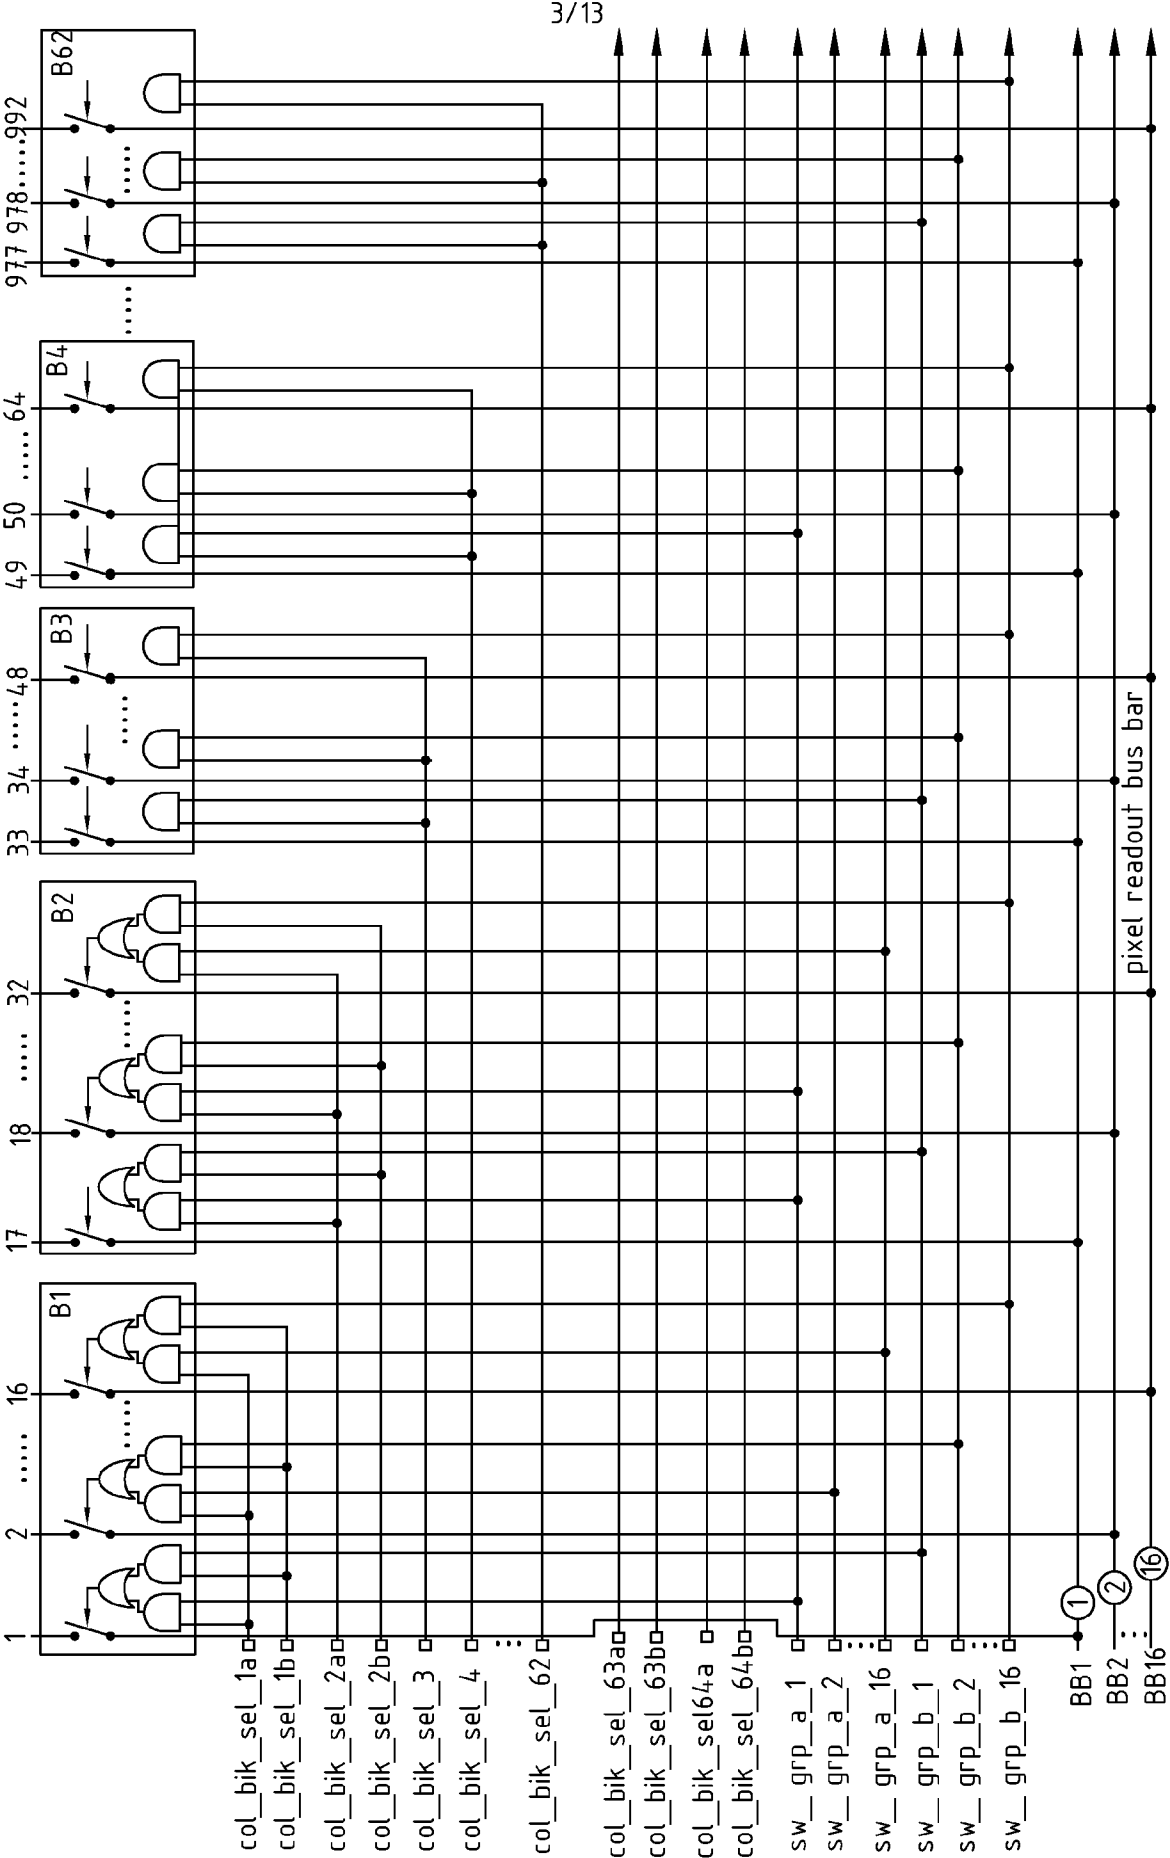 3/13
1
2
......
16
17
18
......
32
33
34
......
48
49
50
......
64
977
978
......
992
B1
B2
B3
B4
B62
col_bik_sel_1a
col_bik_sel_1b
col_bik_sel_2a
col_bik_sel_2b
col_bik_sel_3
col_bik_sel_4
col_bik_sel_62
col_bik_sel_63a
col_bik_sel_63b
col_bik_sel64a
col_bik_sel_64b
sw_grp_a_1
sw_grp_a_2
sw_grp_a_16
sw_grp_b_1
sw_grp_b_2
sw_grp_b_16
BB1
BB2
BB16
1
2
16
pixel readout bus bar